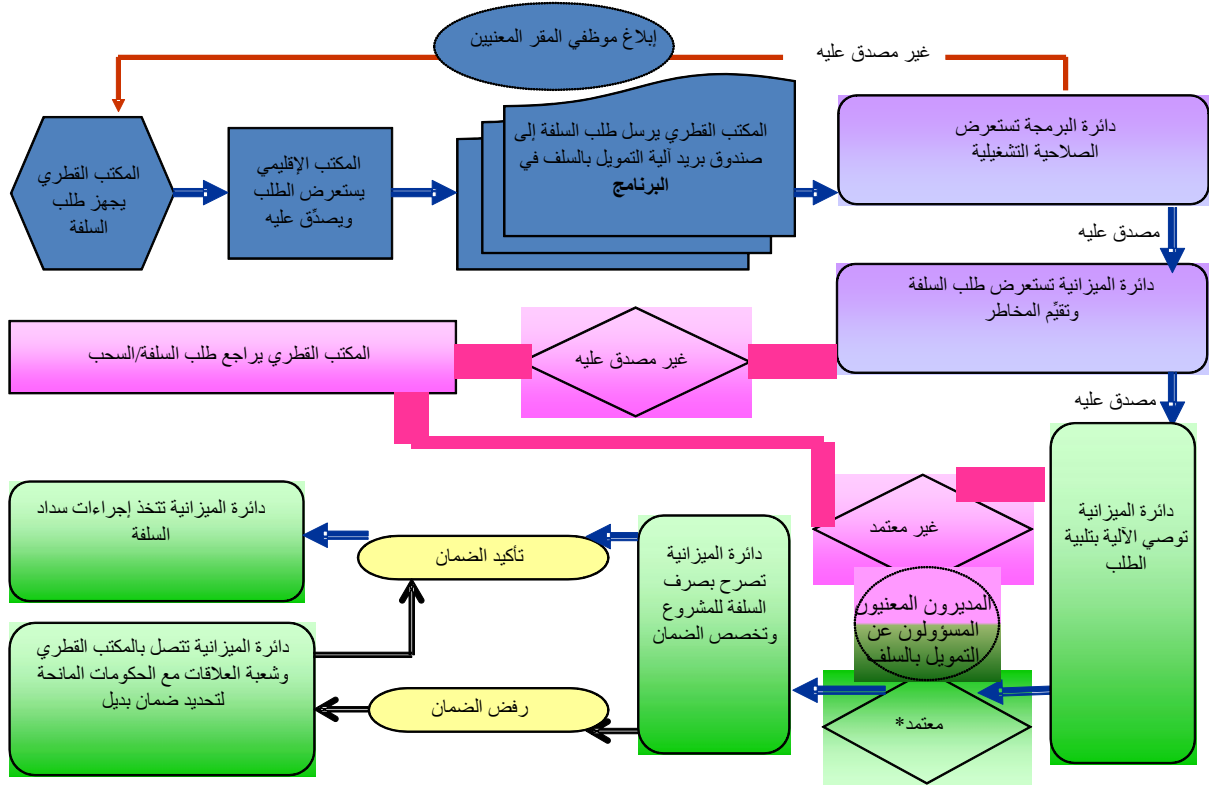 إبلاغ موظفي المقر المعنيين
غير مصدق عليه
المكتب القطري
يجهز طلب
السلفة
المكتب الإقليمي
يستعرض الطلب
ويصدِّق عليه
المكتب القطري يرسل طلب السلفة إلى
صندوق بريد آلية التمويل بالسلف في
البرنامج
دائرة البرمجة تستعرض
الصلاحية التشغيلية
مصدق عليه
دائرة الميزانية تستعرض طلب السلفة
وتقيِّم المخاطر
غير مصدق عليه
المكتب القطري يراجع طلب السلفة/السحب
مصدق عليه
دائرة الميزانية
توصي الآلية بتلبية
الطلب
غير معتمد
المديرون المعنيون
المسؤولون عن
التمويل بالسلف
معتمد*
دائرة الميزانية
تصرح بصرف
السلفة للمشروع
وتخصص الضمان
تأكيد الضمان
دائرة الميزانية تتخذ إجراءات سداد
السلفة
رفض الضمان
دائرة الميزانية تتصل بالمكتب القطري
وشعبة العلاقات مع الحكومات المانحة
لتحديد ضمان بديل